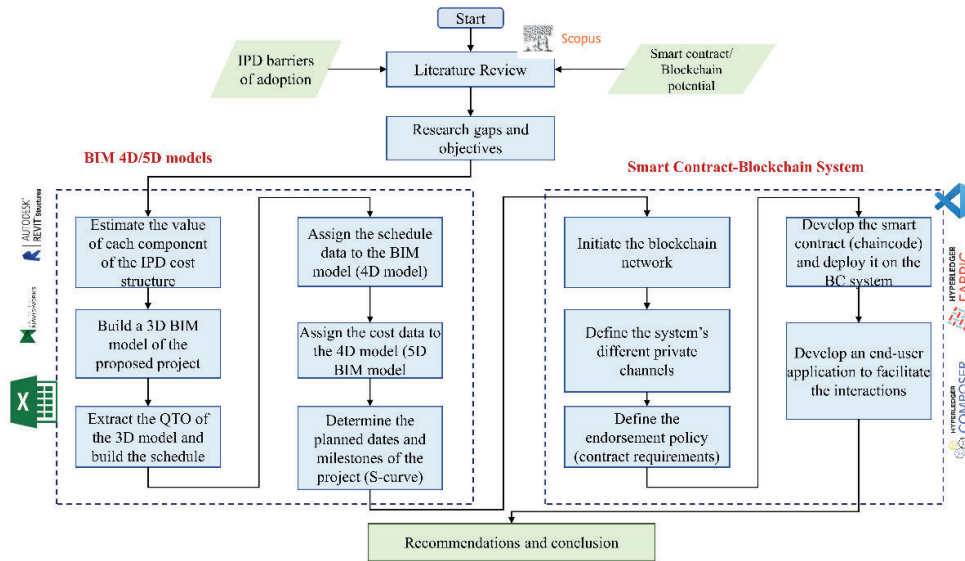 Start
Scopus
IPD barriers
of adoption
Literature Review
Smart contract/
Blockchain
potential
Research gaps and
objectives
BIM 4D/5D models
Smart Contract-Blockchain System
AUTODESK'
REVIT Structures
NAVISWORKS
Estimate the value
of each component
of the IPD cost
structure
Build a 3D BIM
model of the
proposed project
Extract the QTO of
the 3D model and
build the schedule
Assign the schedule
data to the BIM
model (4D model)
Assign the cost data
to the 4D model (5D
BIM model
Determine the
planned dates and
milestones of the
project (S-curve)
Initiate the blockchain
network
Define the system's
different private
channels
Define the
endorsement policy
(contract requirements)
Develop the smart
contract (chaincode)
and deploy it on the
BC system
Develop an end-user
application to facilitate
the interactions
HYPERLEDGER
FABRIC
HYPERLEDGER
COMPOSER
Recommendations and conclusion